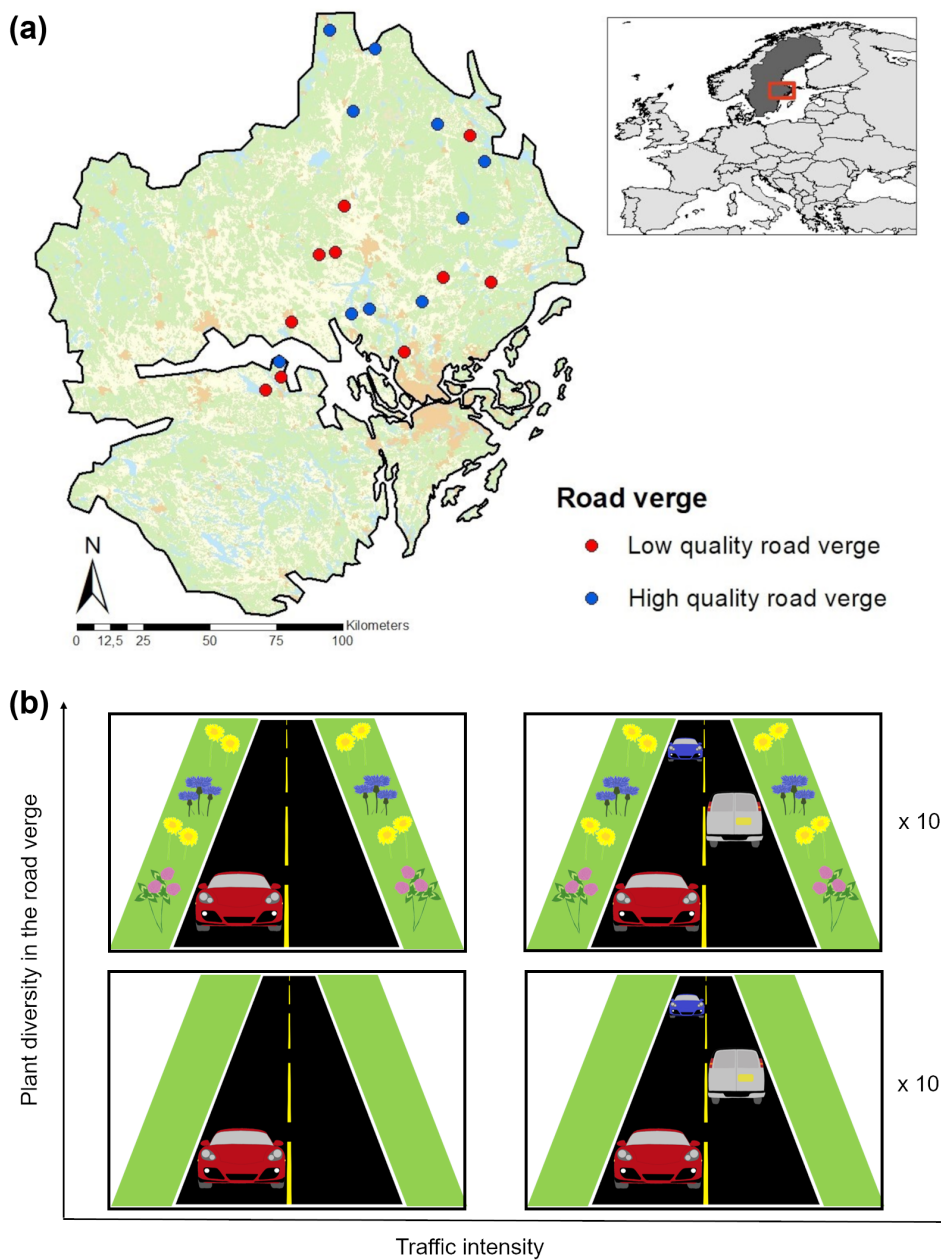 (a)
Road verge
Low quality road verge
High quality road verge
N
Kilometers
0 12,5 25 50 75 100
(b)
Plant diversity in the road verge
x 10
x 10
Traffic intensity